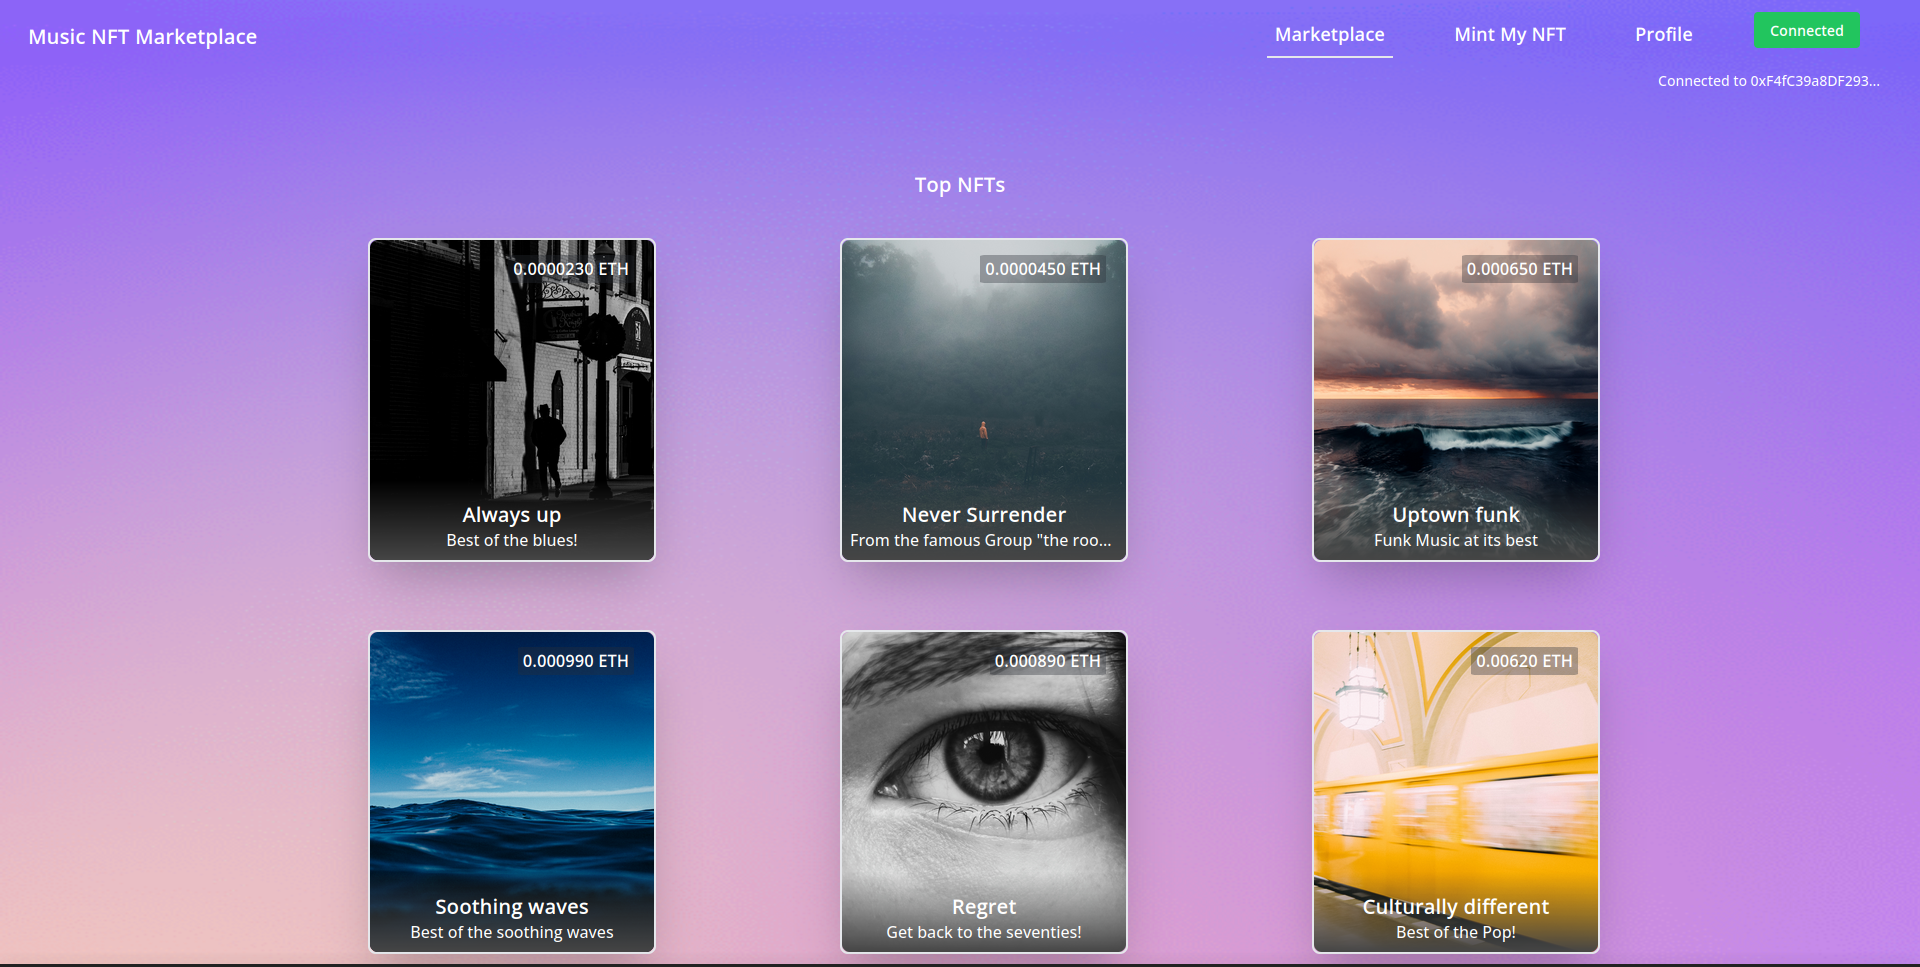 Music NFT Marketplace
Marketplace
Mint My NFT
Profile
Connected
Connected to 0xF4fC39a8DF293...
Top NFTs
0.0000230 ETH
Always up
Best of the blues!
0.0000450 ETH
Never Surrender
From the famous Group "the roo...
0.000650 ETH
Uptown funk
Funk Music at its best
0.000990 ETH
Soothing waves
Best of the soothing waves
0.000890 ETH
Regret
Get back to the seventies!
0.00620 ETH
Culturally different
Best of the Pop!